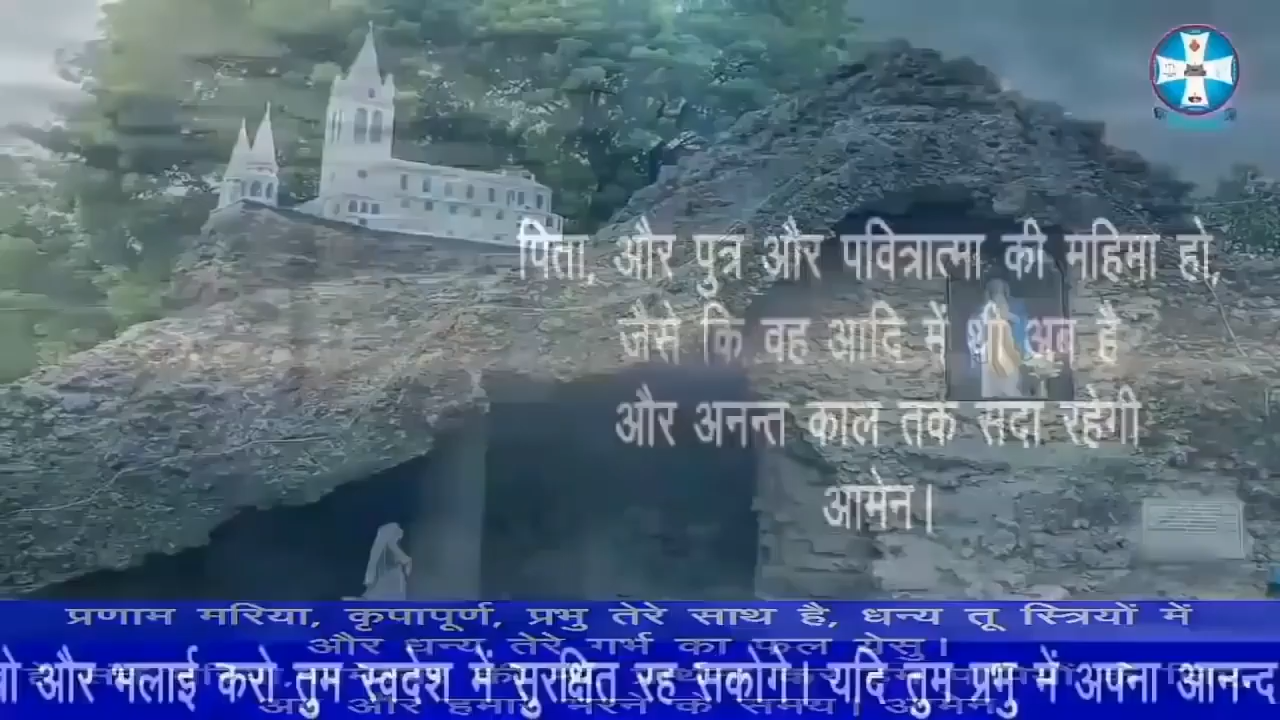 पिता, और पुत्र और पवित्रात्मा की महिमा हो,
जैसे कि वह आदि में थी अब है
और अनन्त काल तक सदा रहेगी
आमेन।
प्रणाम मरिया, कृपापूर्ण, प्रभु तेरे साथ है, धन्य तू स्त्रियों में
और धन्य तेरे गर्भ का फल येसु।
और भलाई करो तुम स्वदेश में सुरक्षित रह सकोगे। यदि तुम प्रभु में अपना आनन्द